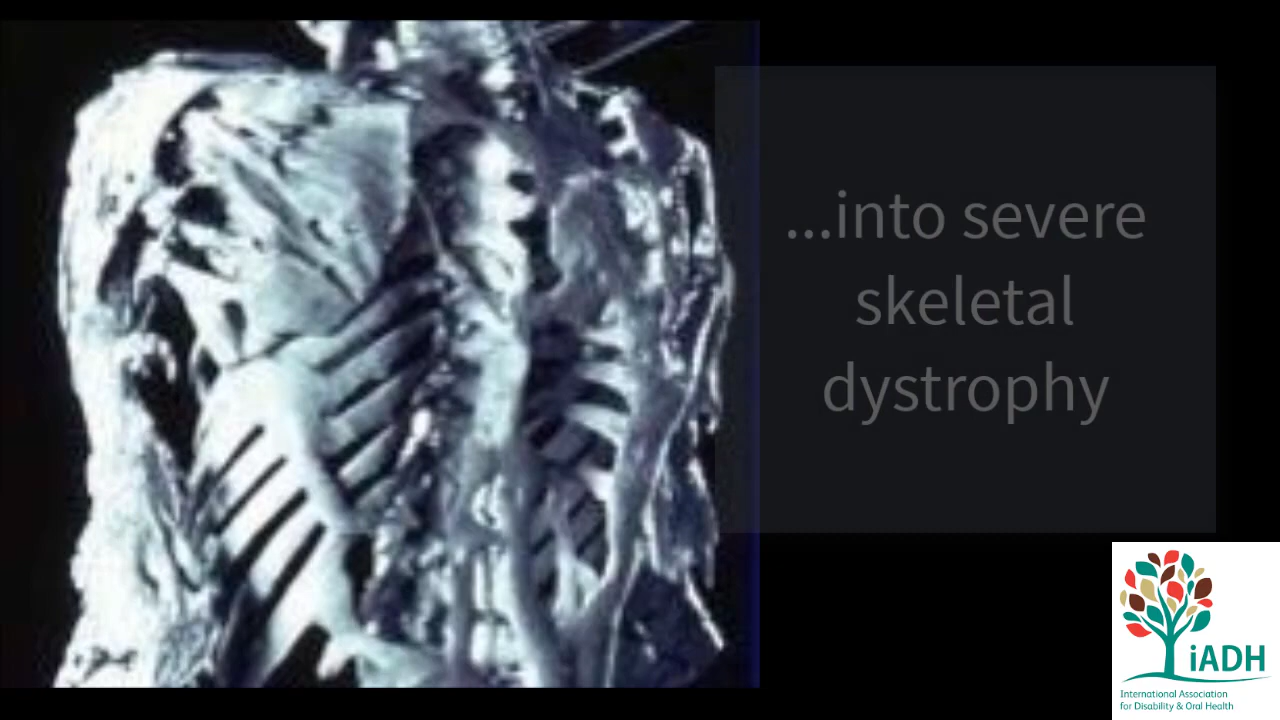 ...into severe
skeletal
dystrophy
iADH
International Association
for Disability & Oral Health